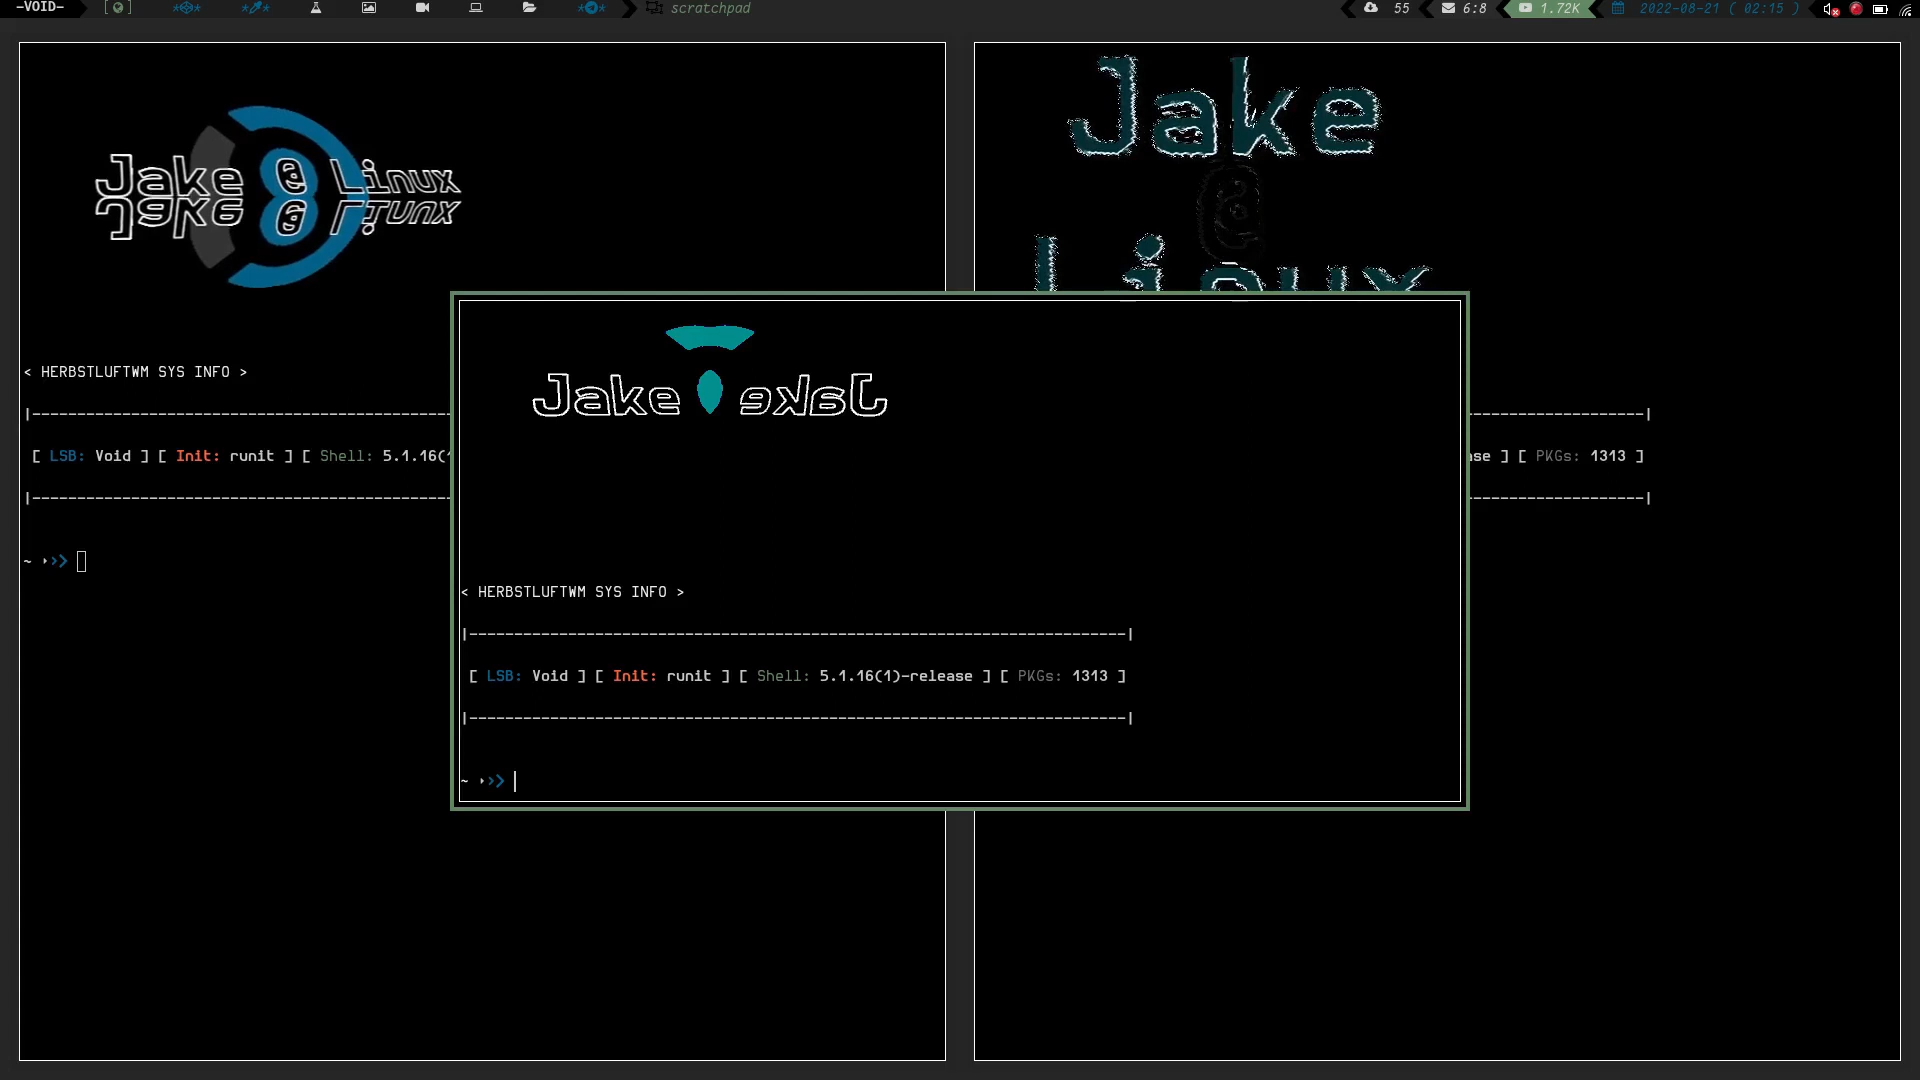 -VOID-
scratchpad
55
6:8
1.72K
2022-08-21 ( 02:15 )
Jake @ Linux
< HERBSTLUFTWM SYS INFO >
|--------------------------------------------------
[ LSB: Void ] [ Init: runit ] [ Shell: 5.1.16(
|--------------------------------------------------
~
Jake
@
Linux
--------------------|
] [ PKGs: 1313 ]
--------------------|
Jake
< HERBSTLUFTWM SYS INFO >
|-------------------------------------------------------------------------|
[ LSB: Void ] [ Init: runit ] [ Shell: 5.1.16(1)-release ] [ PKGs: 1313 ]
|-------------------------------------------------------------------------|
~